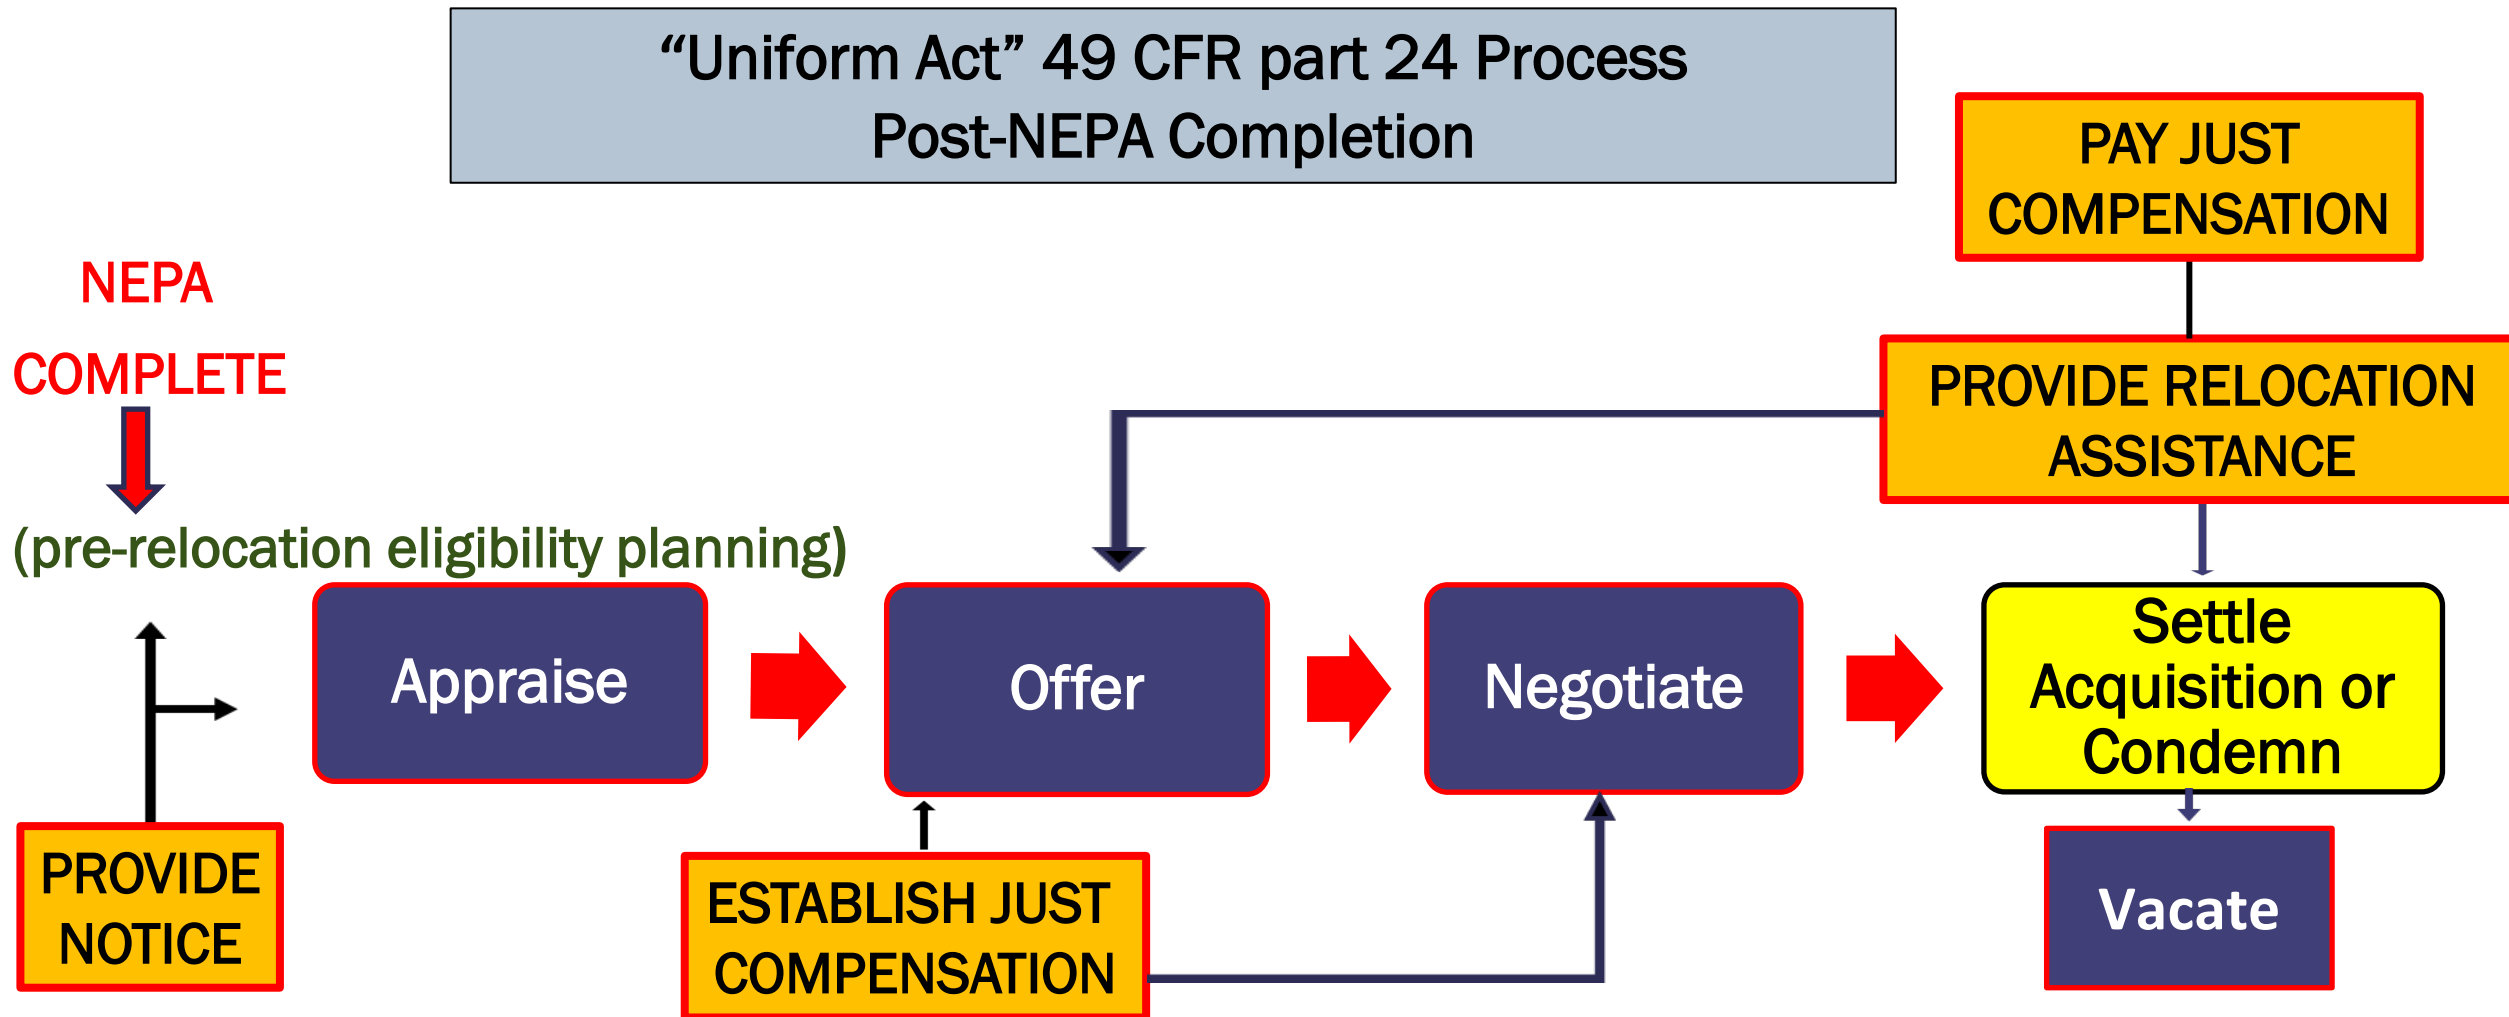 “Uniform Act” 49 CFR part 24 Process
Post-NEPA Completion
PAY JUST
COMPENSATION
NEPA
COMPLETE
PROVIDE RELOCATION
ASSISTANCE
(pre-relocation eligibility planning)
Appraise
Offer
Negotiate
Settle
Acquisition or
Condemn
PROVIDE
NOTICE
ESTABLISH JUST
COMPENSATION
Vacate